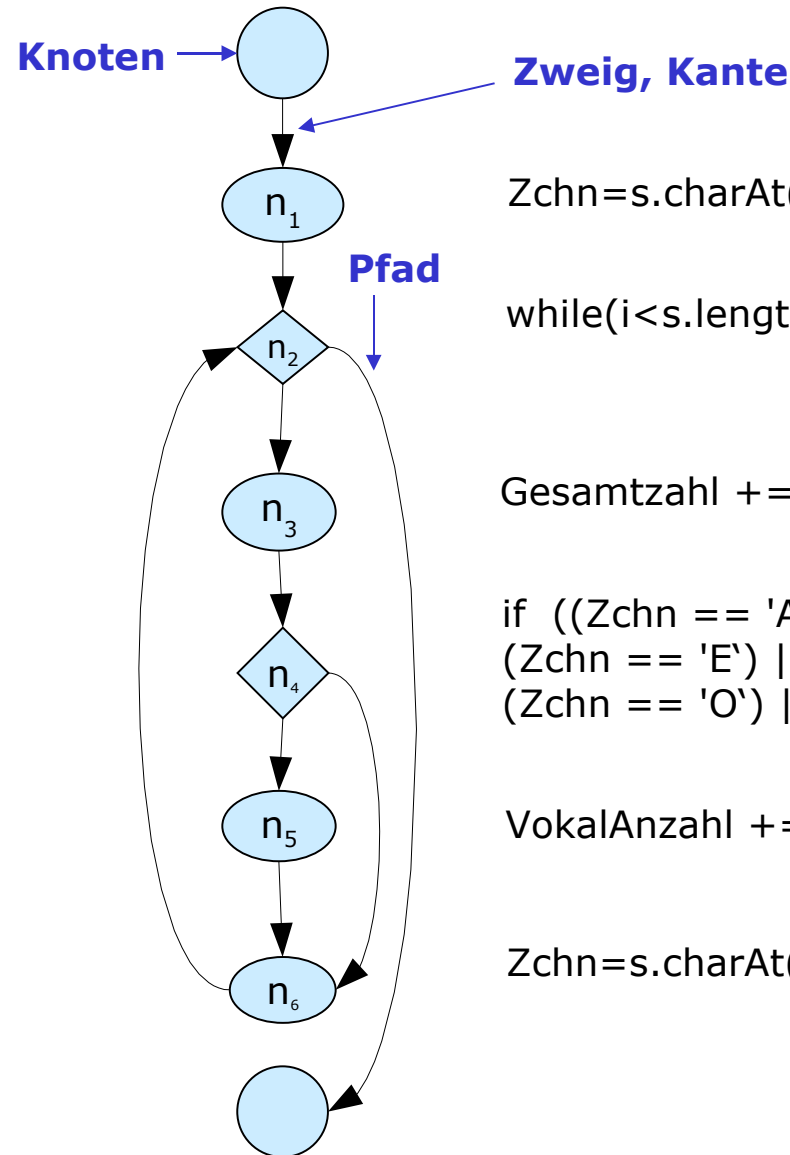 Knoten
Zweig, Kante
n1
Zchn=s.charAt(
Pfad
n2
while(i<s.lengt
n3
Gesamtzahl +=
n4
if ((Zchn == 'A
(Zchn == 'E‘) |
(Zchn == 'O‘) |
n5
VokalAnzahl +=
n6
Zchn=s.charAt(